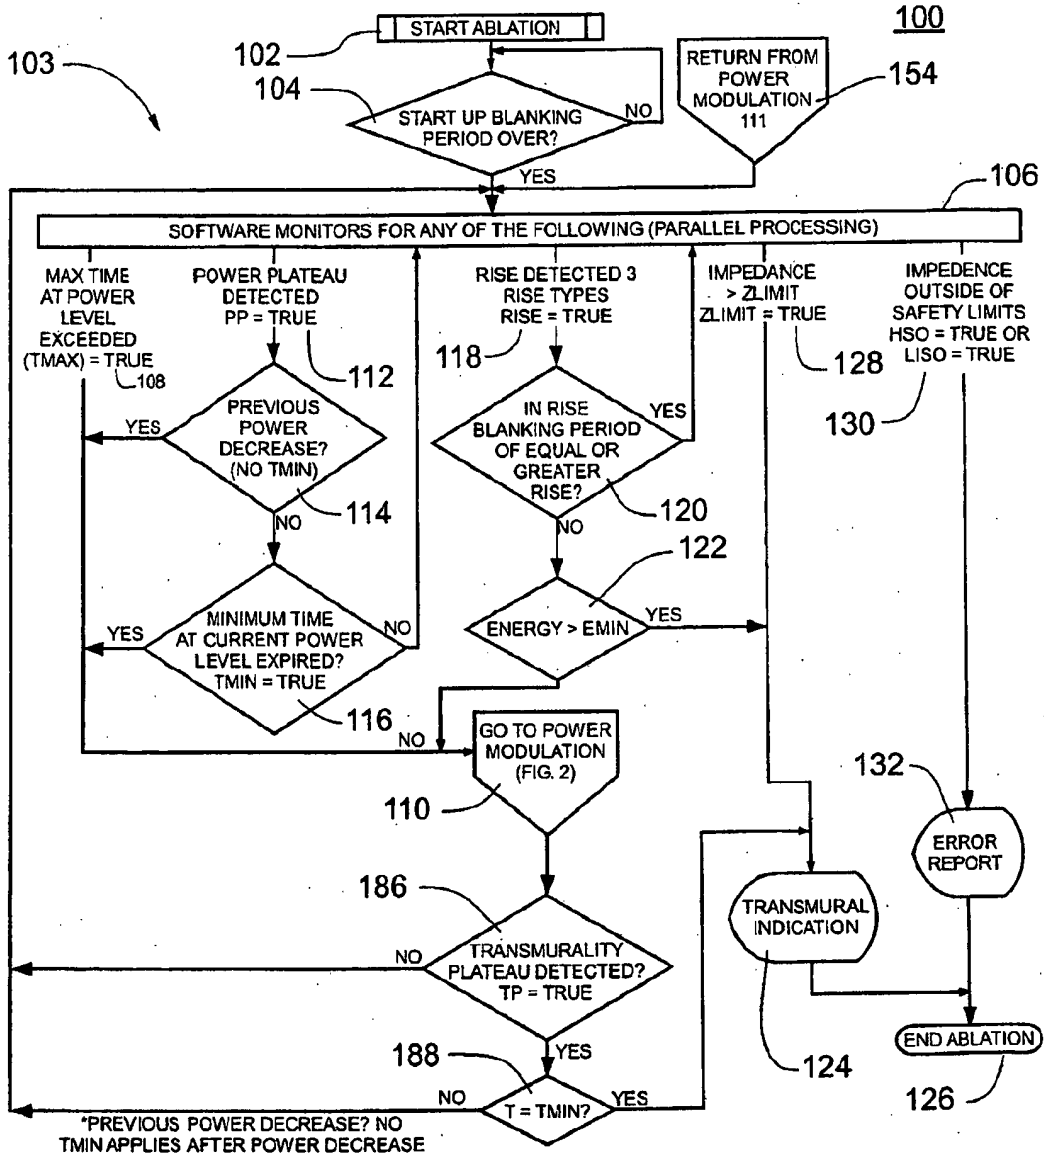 100
START ABLATION
102
103
RETURN FROM
POWER
MODULATION
111
154
104
START UP BLANKING
PERIOD OVER?
NO
YES
106
SOFTWARE MONITORS FOR ANY OF THE FOLLOWING (PARALLEL PROCESSING)
MAX TIME
AT POWER
LEVEL
EXCEEDED
(TMAX) = TRUE
108
POWER PLATEAU
DETECTED
PP = TRUE
112
RISE DETECTED 3
RISE TYPES
RISE = TRUE
118
IMPEDANCE
> ZLIMIT
ZLIMIT = TRUE
128
IMPEDENCE
OUTSIDE OF
SAFETY LIMITS
HSO = TRUE OR
LISO = TRUE
130
YES
PREVIOUS
POWER
DECREASE?
(NO TMIN)
114
NO
YES
IN RISE
BLANKING PERIOD
OF EQUAL OR
GREATER
RISE?
120
NO
122
YES
MINIMUM TIME
AT CURRENT POWER
LEVEL EXPIRED?
TMIN = TRUE
NO
116
ENERGY > EMIN
YES
NO
GO TO POWER
MODULATION
(FIG. 2)
110
132
ERROR
REPORT
186
TRANSMURALITY
PLATEAU DETECTED?
TP = TRUE
NO
YES
TRANSMURAL
INDICATION
124
188
T = TMIN?
NO
YES
END ABLATION
126
*PREVIOUS POWER DECREASE? NO
TMIN APPLIES AFTER POWER DECREASE